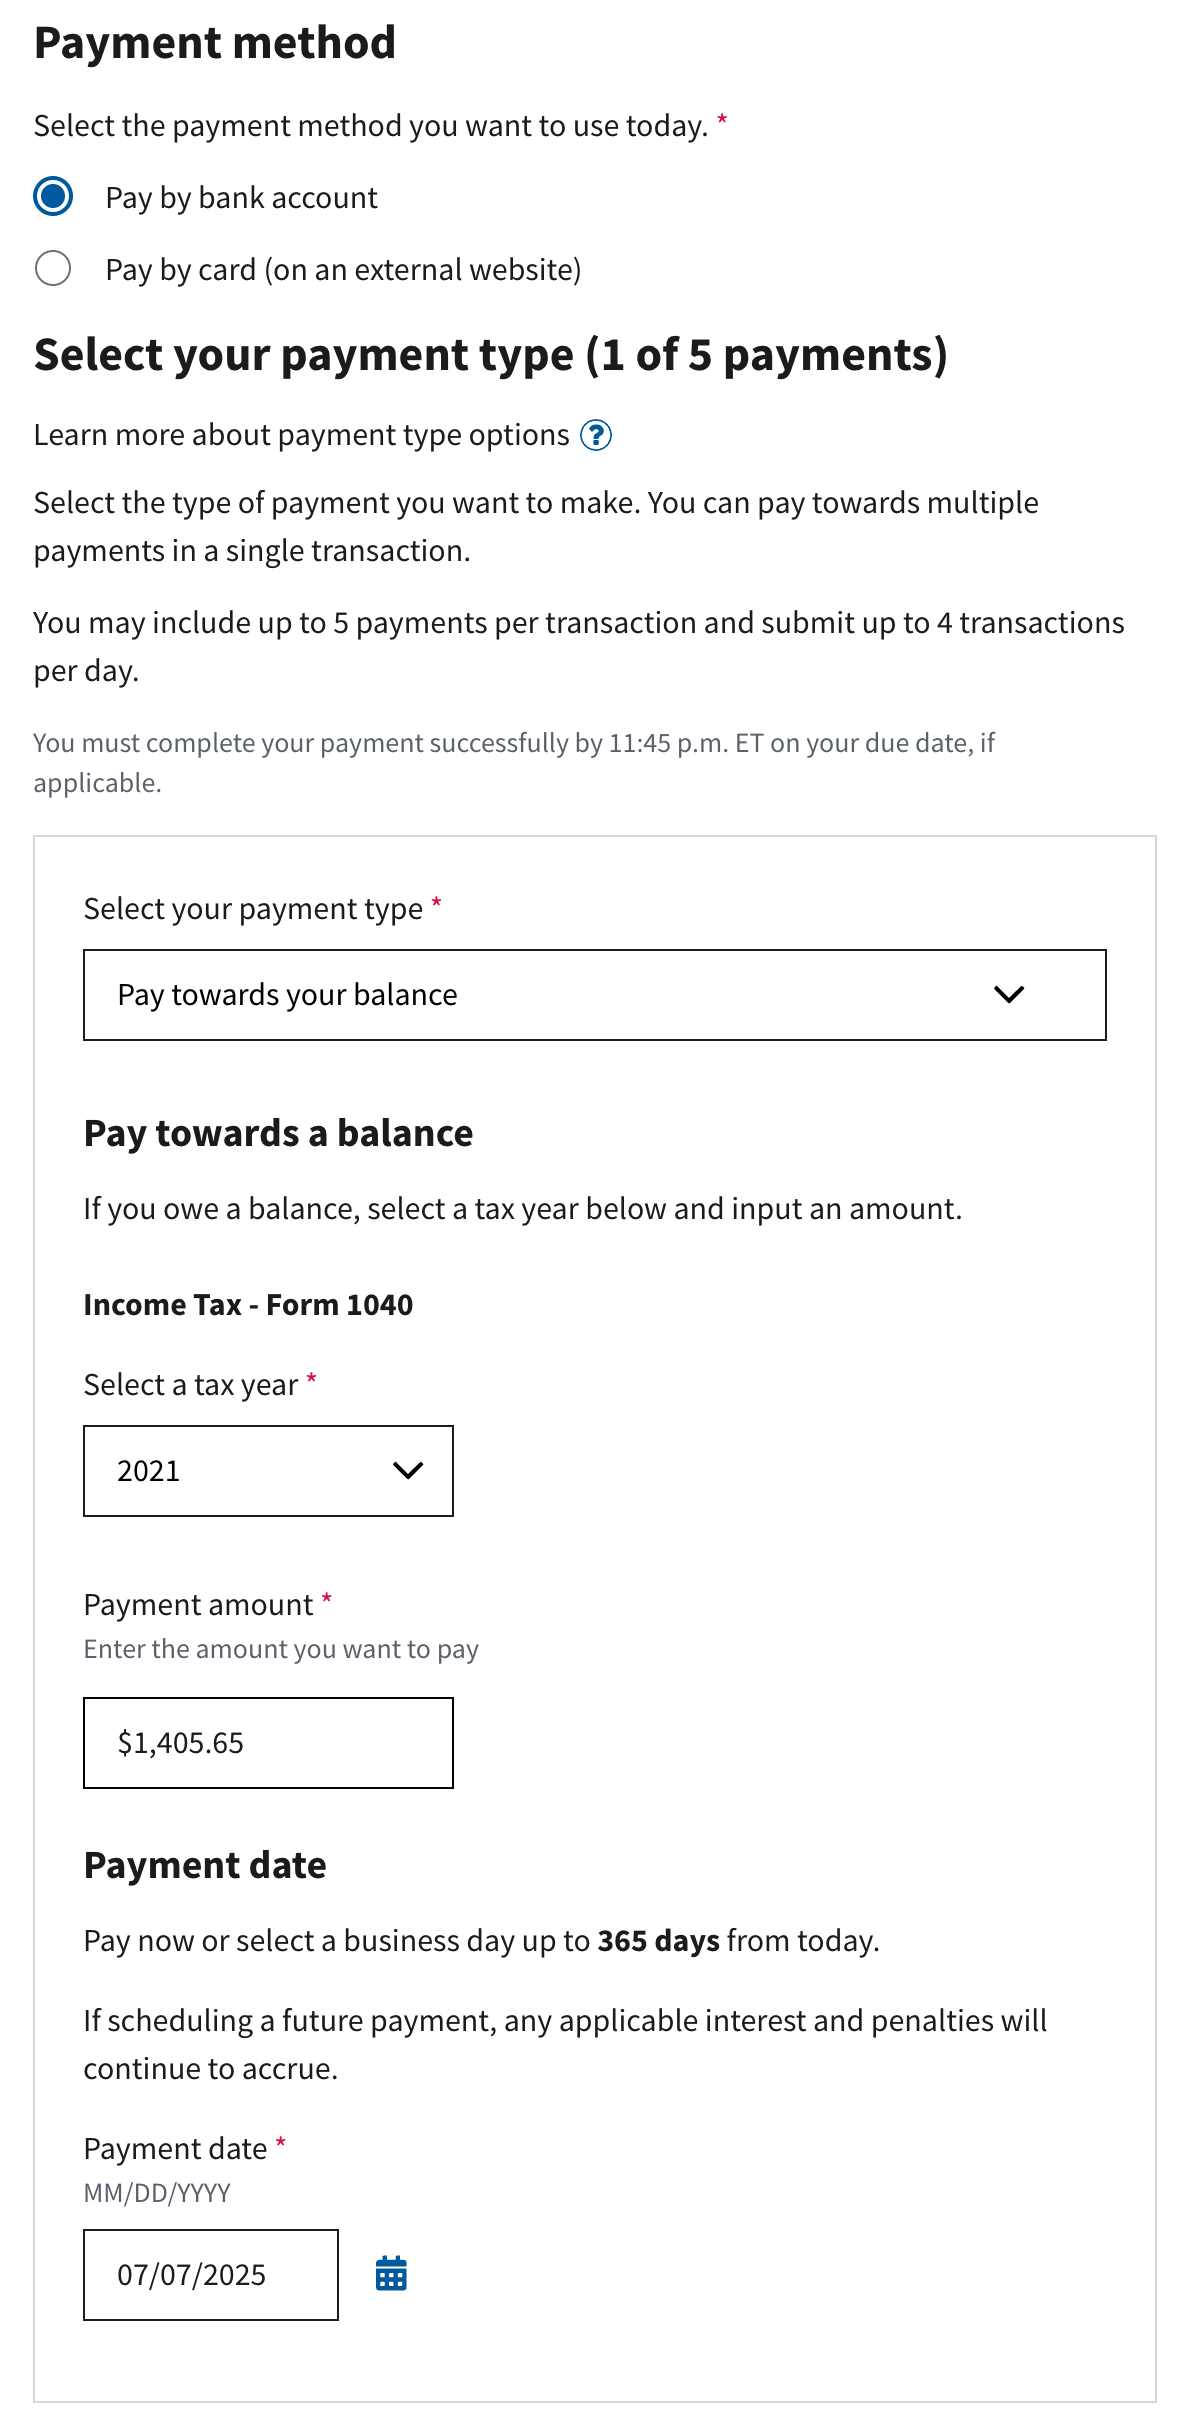 Payment method
Select the payment method you want to use today. *
Pay by bank account
Pay by card (on an external website)
Select your payment type (1 of 5 payments)
Learn more about payment type options ?
Select the type of payment you want to make. You can pay towards multiple
payments in a single transaction.
You may include up to 5 payments per transaction and submit up to 4 transactions
per day.
You must complete your payment successfully by 11:45 p.m. ET on your due date, if
applicable.
Select your payment type *
Pay towards your balance
Pay towards a balance
If you owe a balance, select a tax year below and input an amount.
Income Tax - Form 1040
Select a tax year *
2021
Payment amount *
Enter the amount you want to pay
$1,405.65
Payment date
Pay now or select a business day up to 365 days from today.
If scheduling a future payment, any applicable interest and penalties will
continue to accrue.
Payment date *
MM/DD/YYYY
07/07/2025